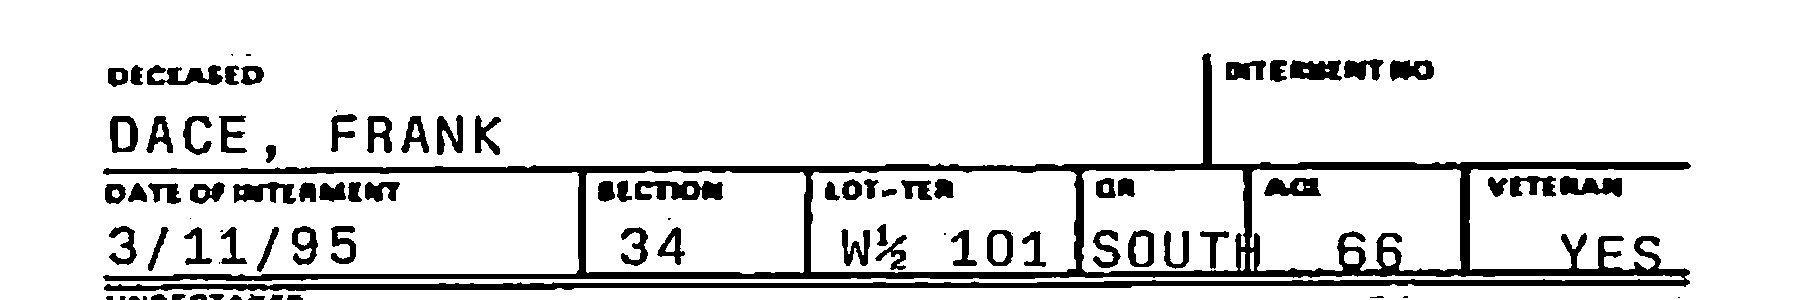 DECEASED INTERMENT NO
DACE, FRANK
DATE OF INTERMENT SECTION LOT-TER GR AGE VETERAN
3/11/95 34 W½ 101 SOUTH 66 YES
UNDERTAKER